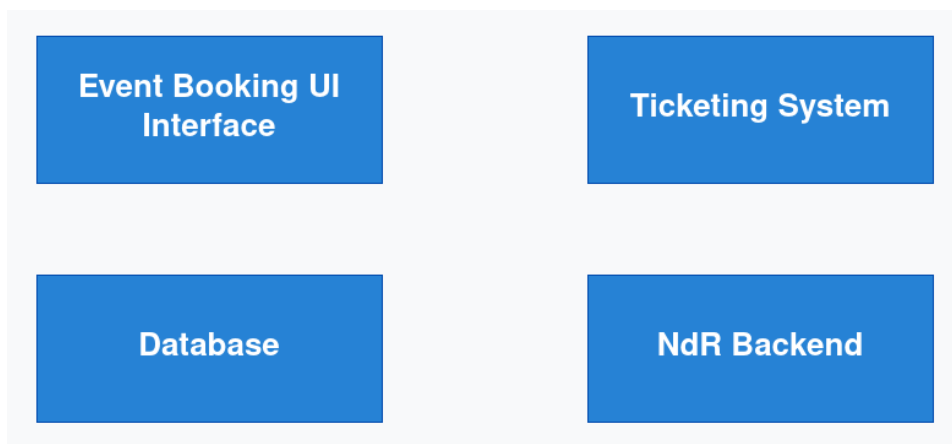 Event Booking UI
Interface
Ticketing System
Database
NdR Backend